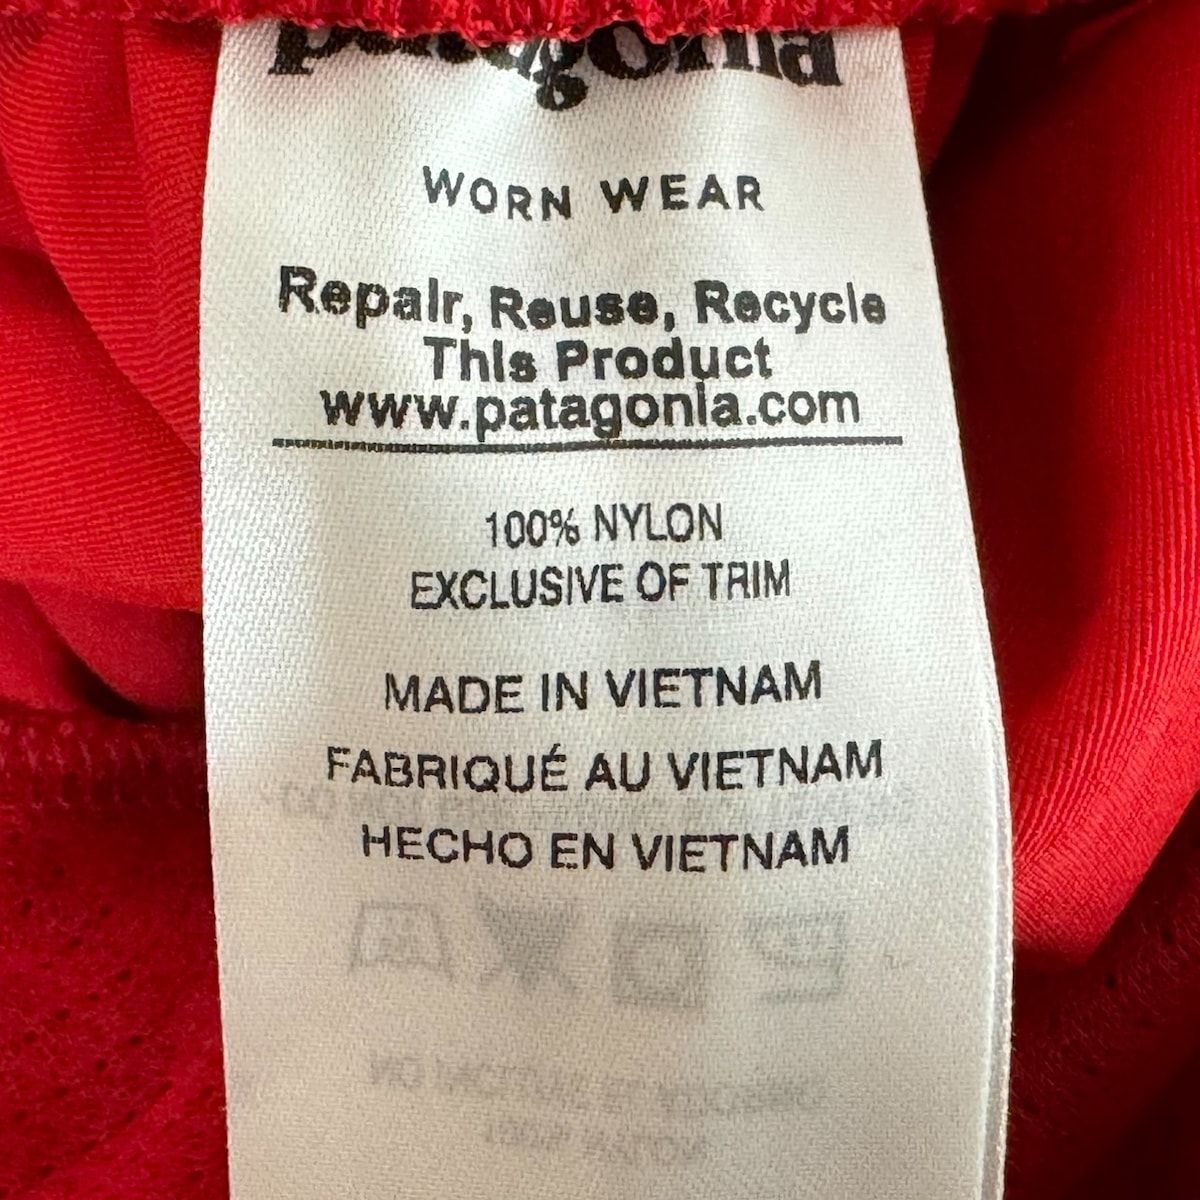 patagonia
WORN WEAR
Repair, Reuse, Recycle
This Product
www.patagonia.com
100% NYLON
EXCLUSIVE OF TRIM
MADE IN VIETNAM
FABRIQUÉ AU VIETNAM
HECHO EN VIETNAM